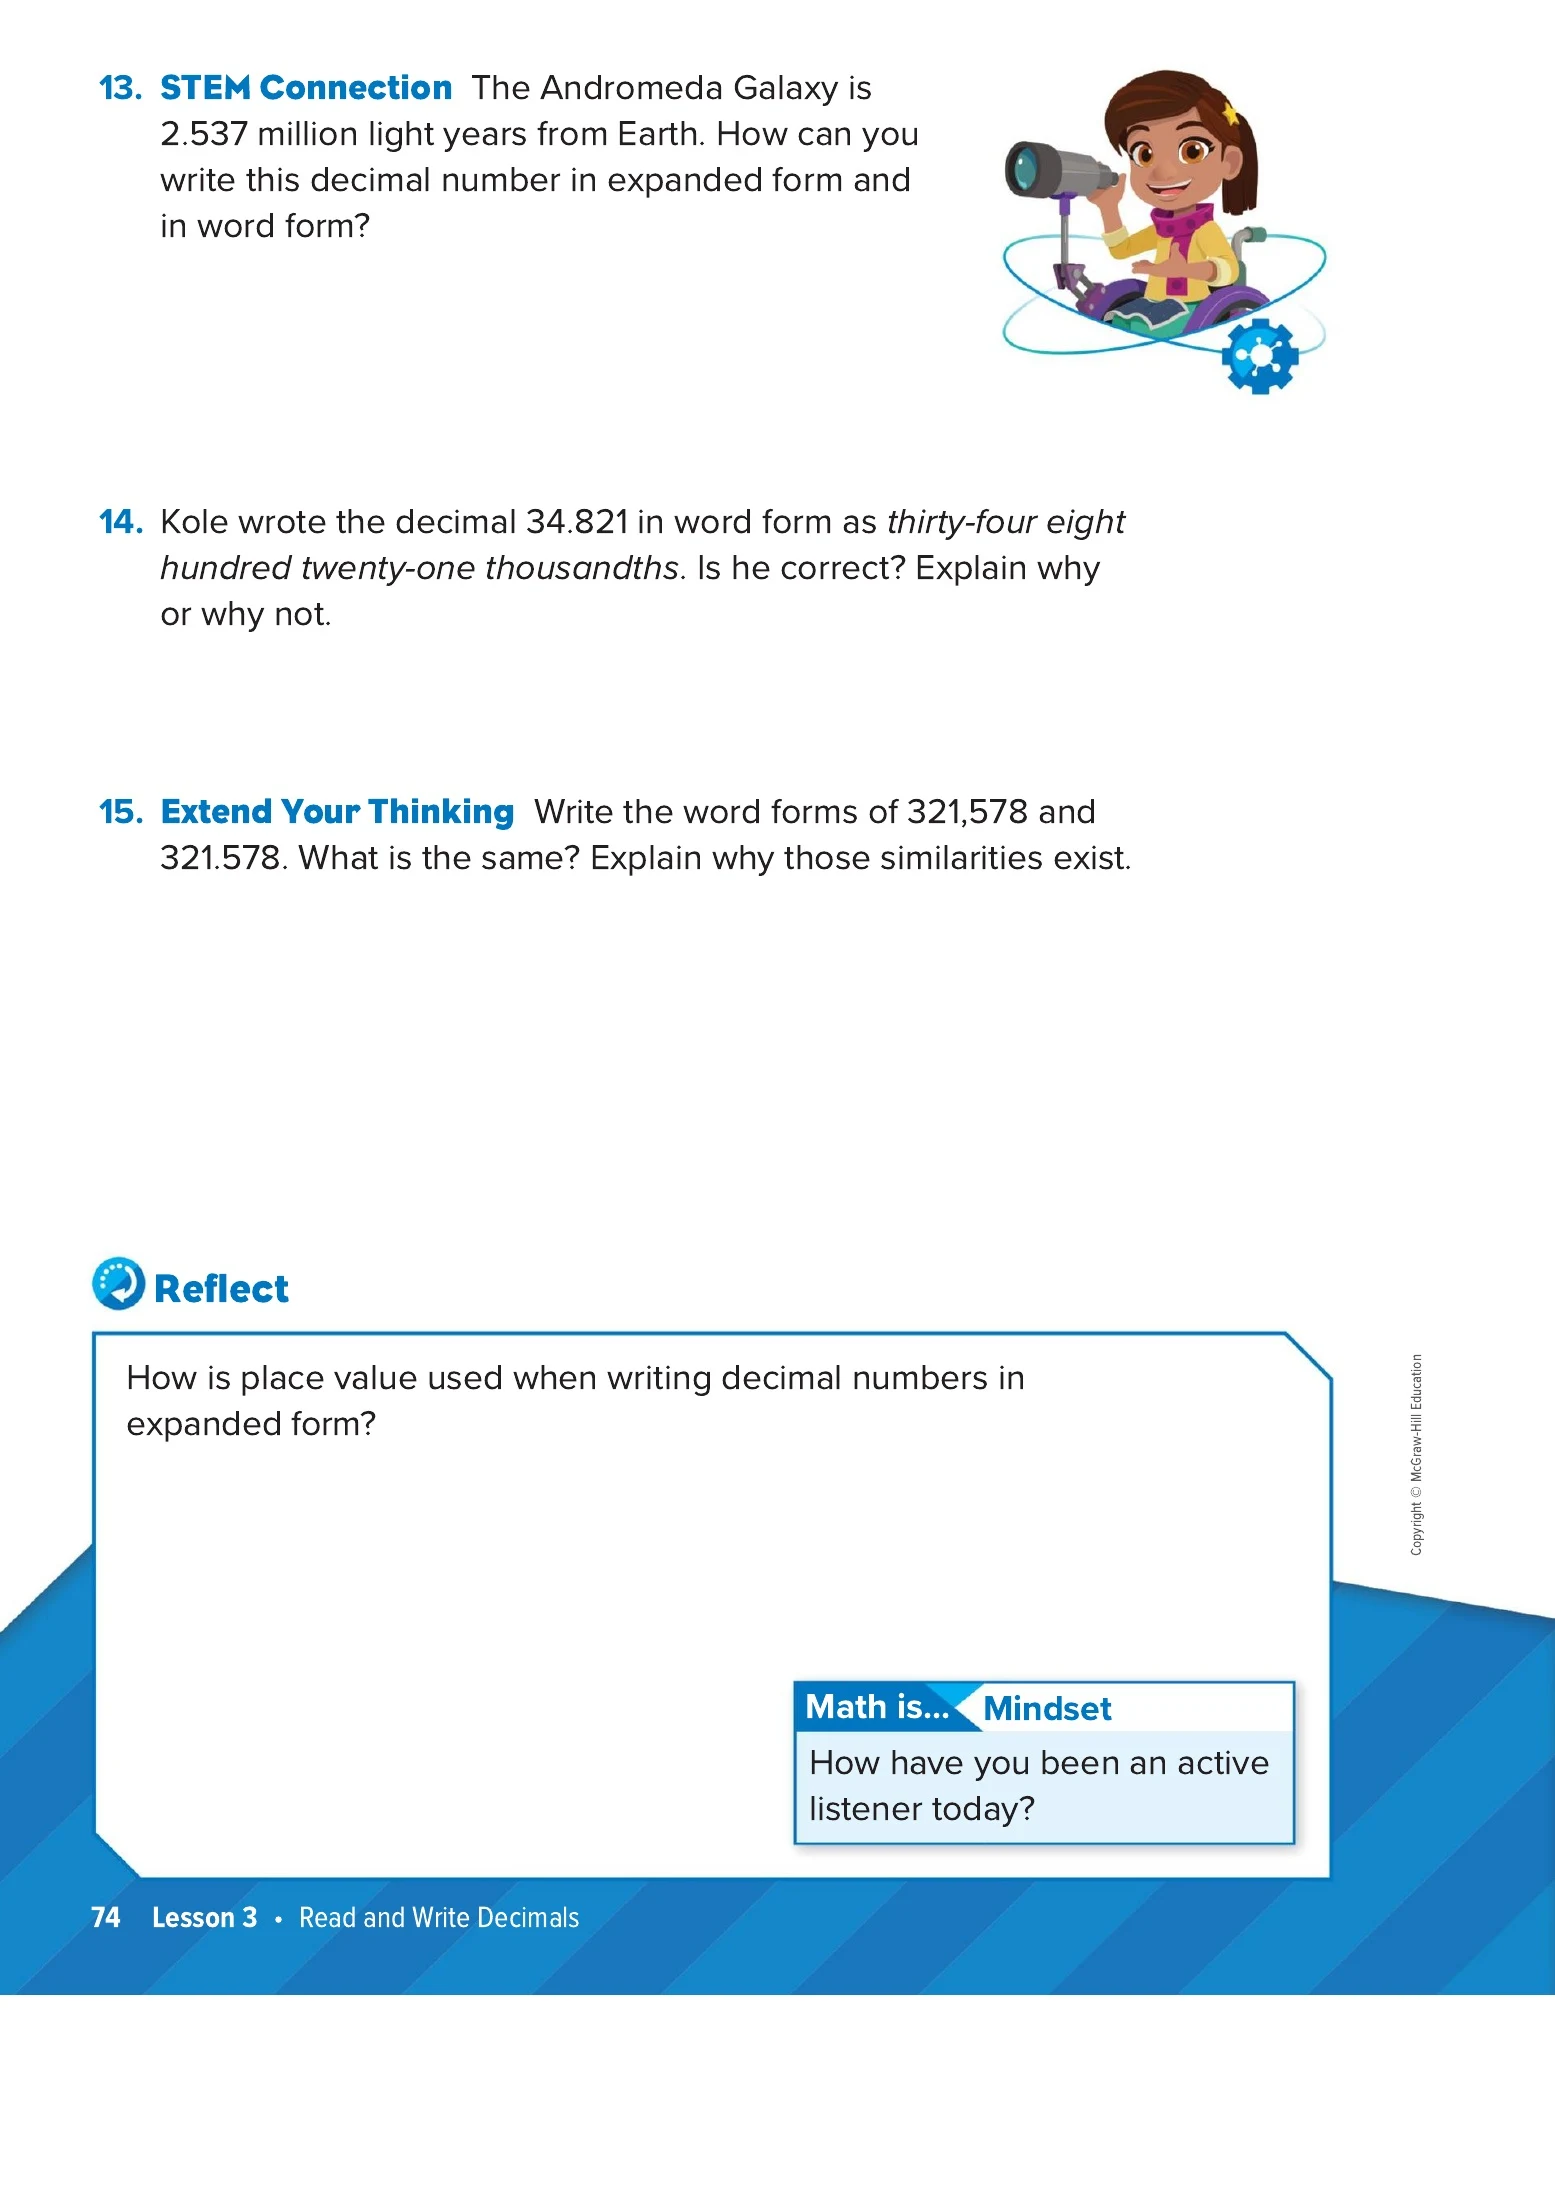 13. STEM Connection The Andromeda Galaxy is
2.537 million light years from Earth. How can you
write this decimal number in expanded form and
in word form?
14. Kole wrote the decimal 34.821 in word form as thirty-four eight
hundred twenty-one thousandths. Is he correct? Explain why
or why not.
15. Extend Your Thinking Write the word forms of 321,578 and
321.578. What is the same? Explain why those similarities exist.
Reflect
How is place value used when writing decimal numbers in
expanded form?
Math is... Mindset
How have you been an active
listener today?
Copyright © McGraw-Hill Education
74 Lesson 3 • Read and Write Decimals